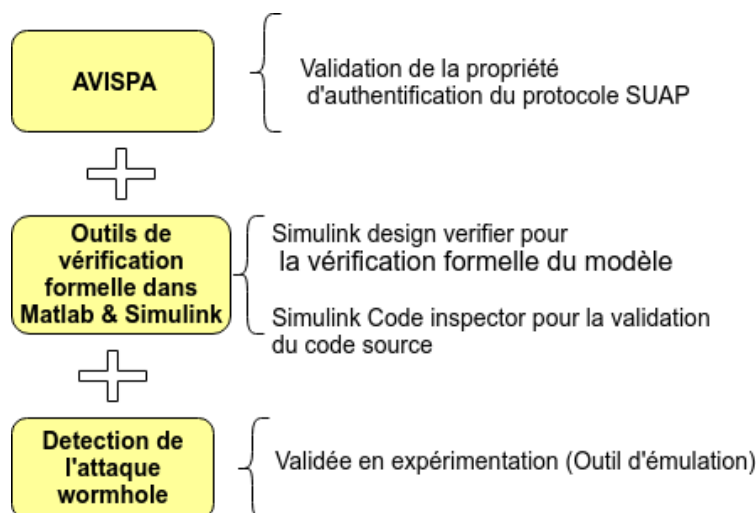 AVISPA
Validation de la propriété
d'authentification du protocole SUAP
Outils de
vérification
formelle dans
Matlab & Simulink
Simulink design verifier pour
la vérification formelle du modèle
Simulink Code inspector pour la validation
du code source
Detection de
l'attaque
wormhole
Validée en expérimentation (Outil d'émulation)